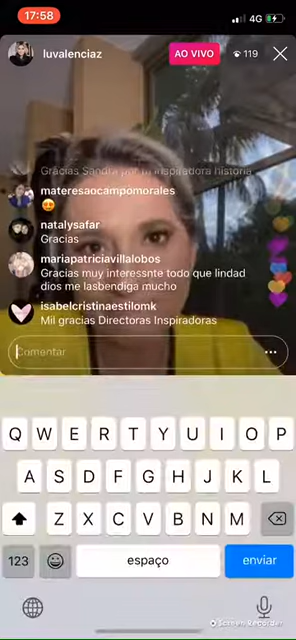 17:58
4G
luvalenciaz
AO VIVO
119
Gracias Sandra por tu inspiradora historia
materesaocampomorales
😍
natalysafar
Gracias
mariapatriciavillalobos
Gracias muy interessnte todo que lindad
dios me lasbendiga mucho
isabelcristinaestilomk
Mil gracias Directoras Inspiradoras
Comentar
Q W E R T Y U I O P
A S D F G H J K L
Z X C V B N M
123
espaço
enviar
Screen Recorder